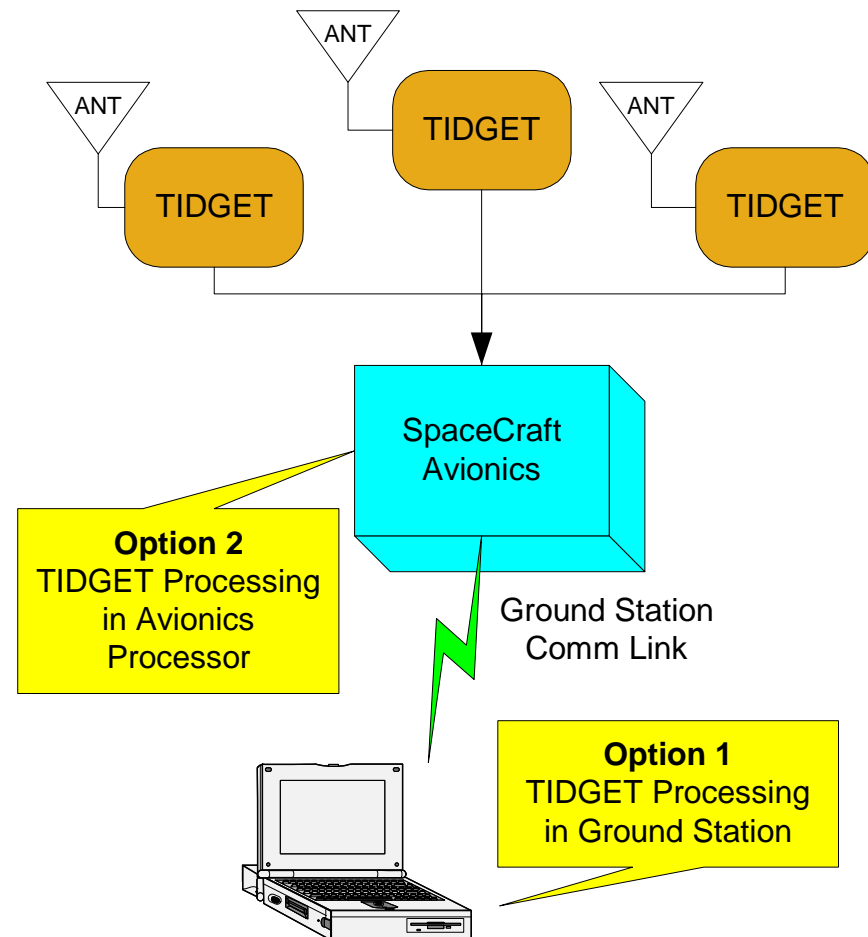 ANT
ANT
ANT
TIDGET
TIDGET
TIDGET
SpaceCraft
Avionics
Option 2
TIDGET Processing
in Avionics
Processor
Ground Station
Comm Link
Option 1
TIDGET Processing
in Ground Station